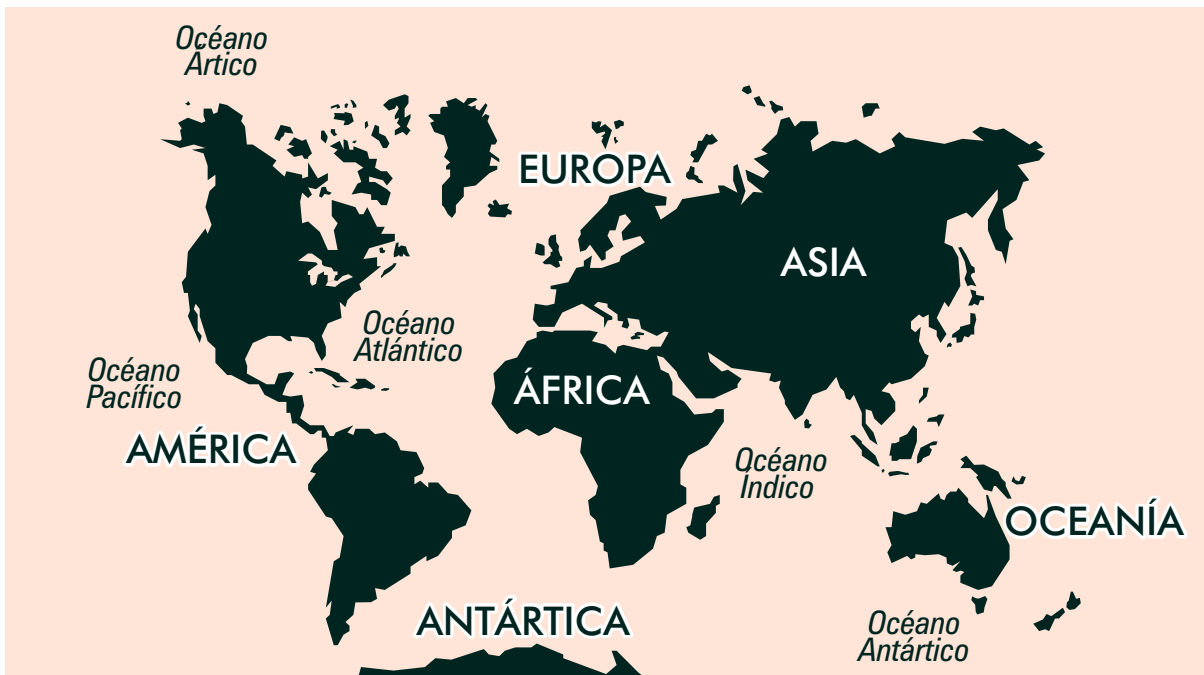 Océano
Ártico
EUROPA
ASIA
Océano
Atlántico
Océano
Pacífico
ÁFRICA
AMÉRICA
Océano
Índico
OCEANÍA
ANTÁRTICA
Océano
Antártico